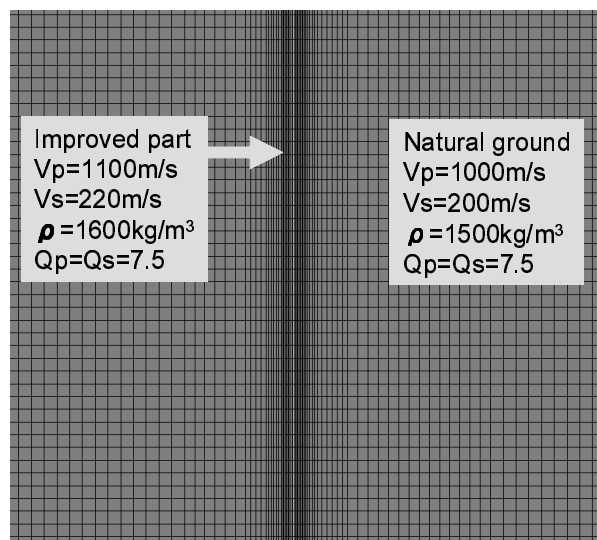 Improved part
Vp=1100m/s
Vs=220m/s
ρ=1600kg/m³
Qp=Qs=7.5
Natural ground
Vp=1000m/s
Vs=200m/s
ρ=1500kg/m³
Qp=Qs=7.5